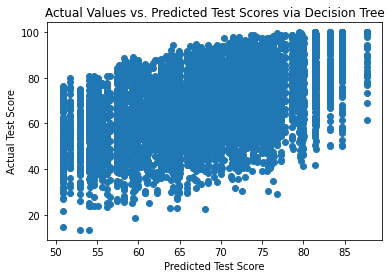 Actual Values vs. Predicted Test Scores via Decision Tree
100
80
60
40
20
Actual Test Score
50 55 60 65 70 75 80 85
Predicted Test Score